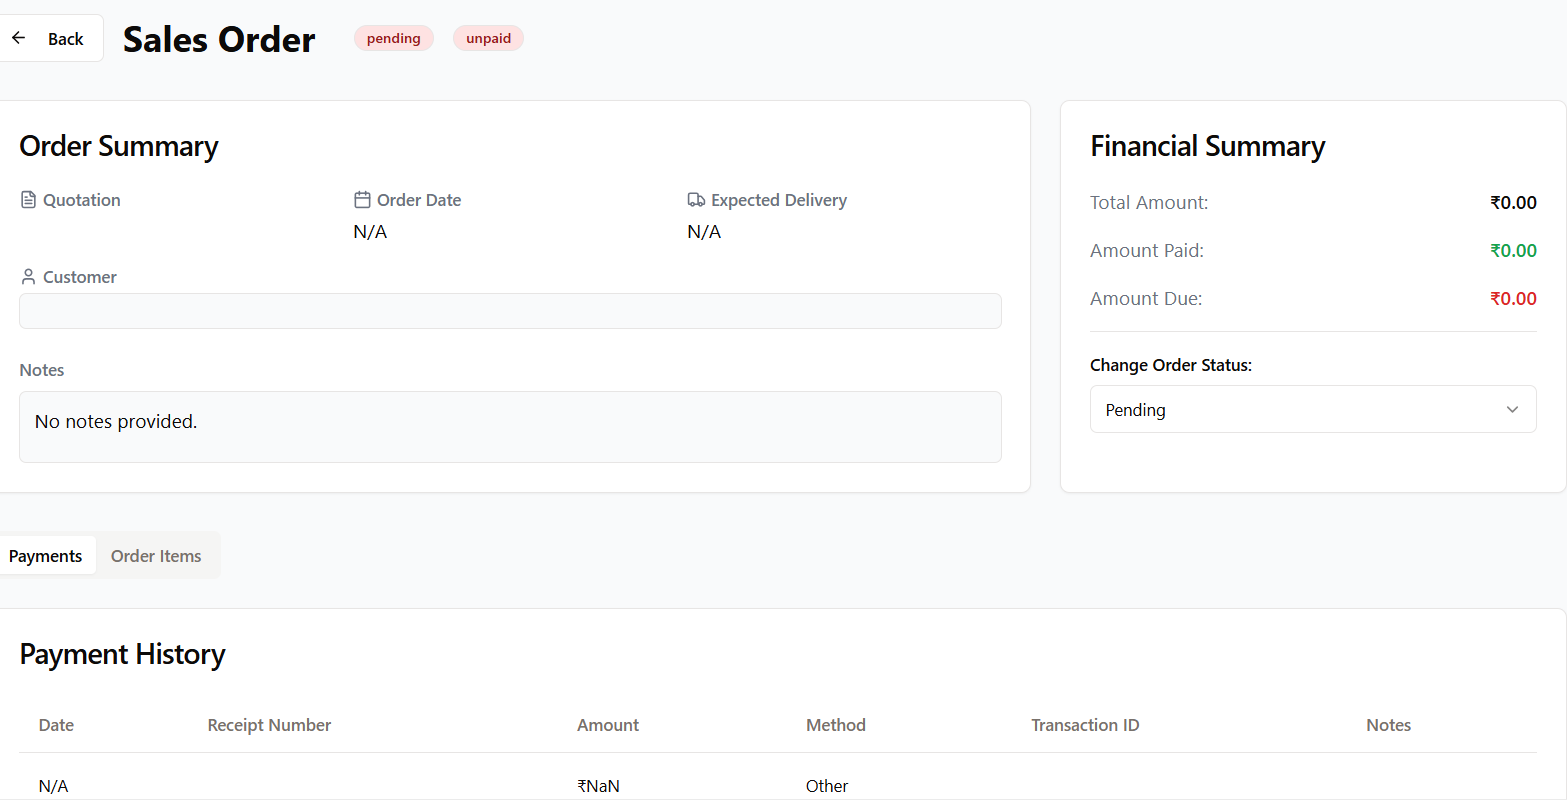 Back
Sales Order
pending
unpaid
Order Summary
Quotation
Order Date
Expected Delivery
N/A
N/A
Customer
Notes
No notes provided.
Financial Summary
Total Amount: ₹0.00
Amount Paid: ₹0.00
Amount Due: ₹0.00
Change Order Status:
Pending
Payments
Order Items
Payment History
Date Receipt Number Amount Method Transaction ID Notes
N/A ₹NaN Other